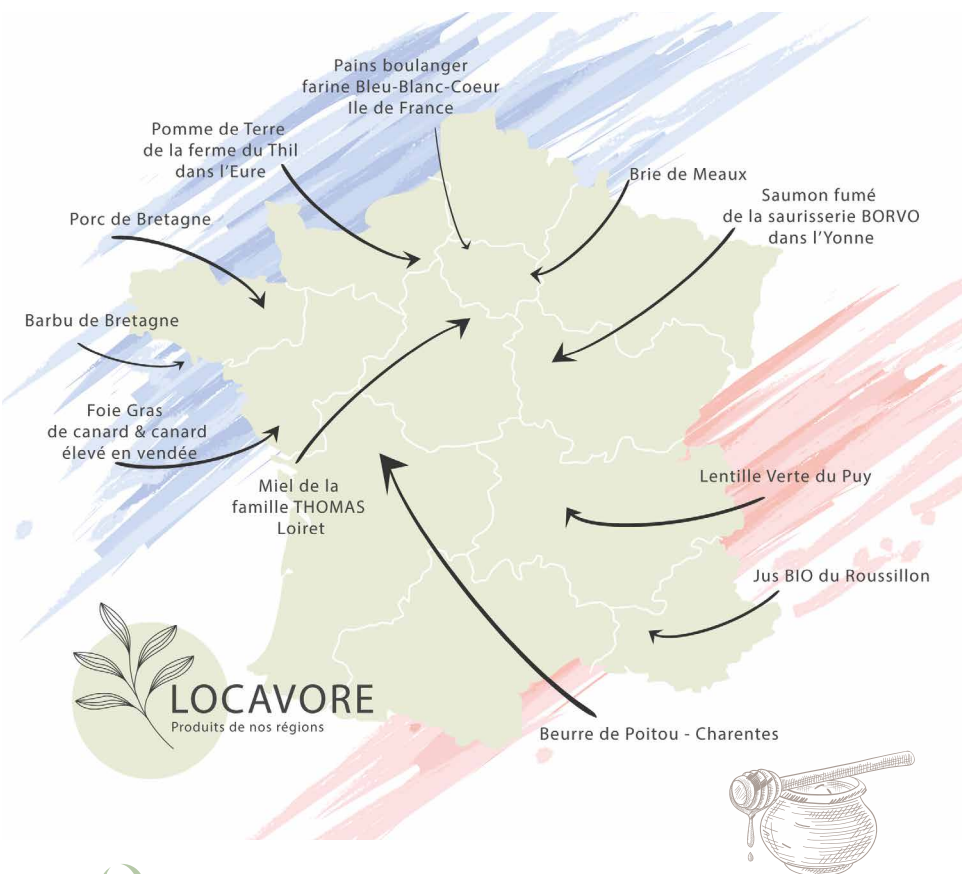 Pains boulanger
farine Bleu-Blanc-Coeur
Ile de France
Pomme de Terre
de la ferme du Thil
dans l'Eure
Brie de Meaux
Saumon fumé
de la saurisserie BORVO
dans l'Yonne
Porc de Bretagne
Barbu de Bretagne
Foie Gras
de canard & canard
élevé en vendée
Miel de la
famille THOMAS
Loiret
Lentille Verte du Puy
Jus BIO du Roussillon
LOCAVORE
Produits de nos régions
Beurre de Poitou - Charentes